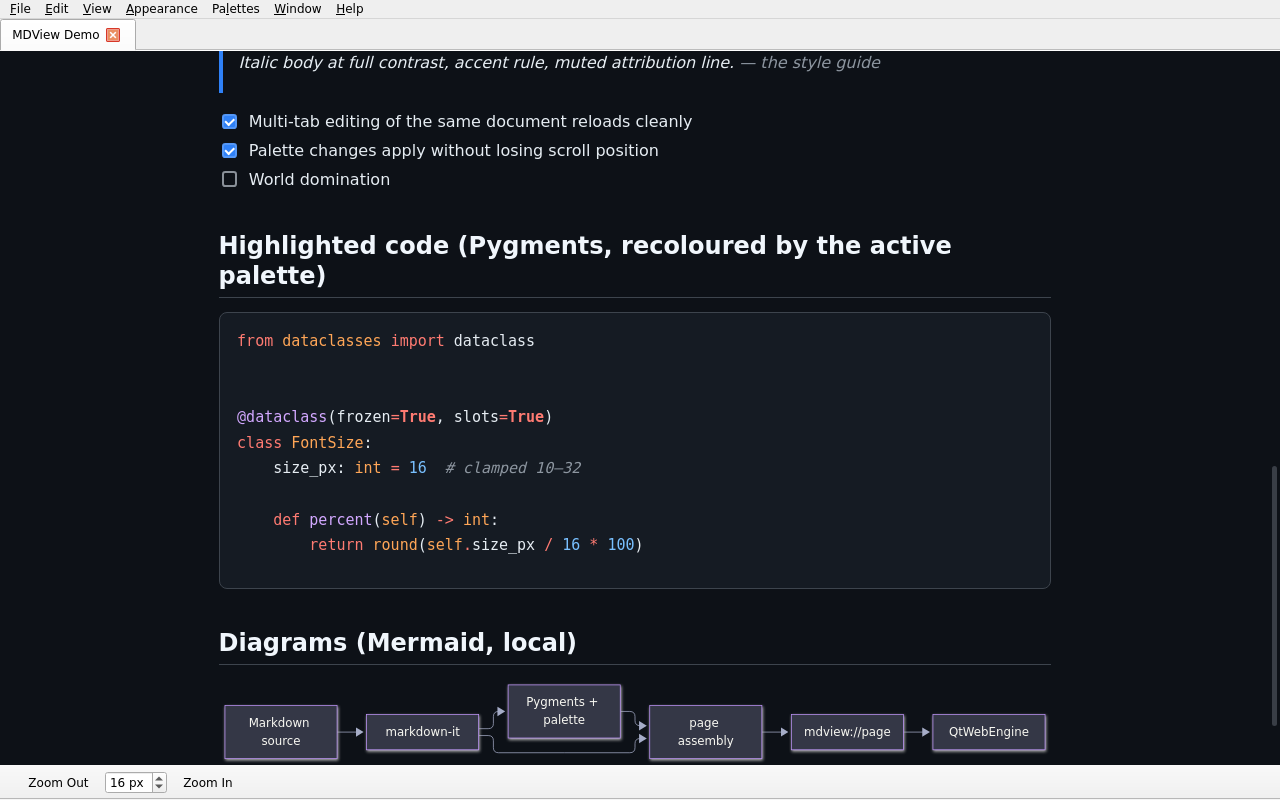 File Edit View Appearance Palettes Window Help
MDView Demo
Italic body at full contrast, accent rule, muted attribution line. — the style guide
Multi-tab editing of the same document reloads cleanly
Palette changes apply without losing scroll position
World domination
Highlighted code (Pygments, recoloured by the active
palette)
from dataclasses import dataclass
@dataclass(frozen=True, slots=True)
class FontSize:
    size_px: int = 16  # clamped 10–32
    def percent(self) -> int:
        return round(self.size_px / 16 * 100)
Diagrams (Mermaid, local)
Markdown
source
markdown-it
Pygments +
palette
page
assembly
mdview://page
QtWebEngine
Zoom Out 16 px Zoom In